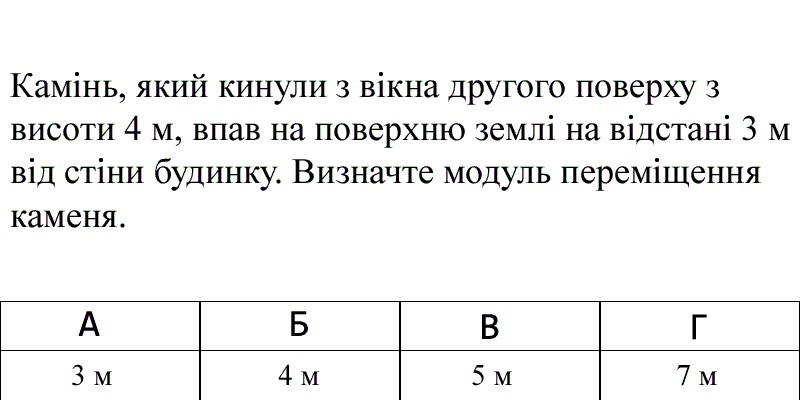 Камінь, який кинули з вікна другого поверху з
висоти 4 м, впав на поверхню землі на відстані 3 м
від стіни будинку. Визначте модуль переміщення
каменя.
А Б В Г
3 м 4 м 5 м 7 м